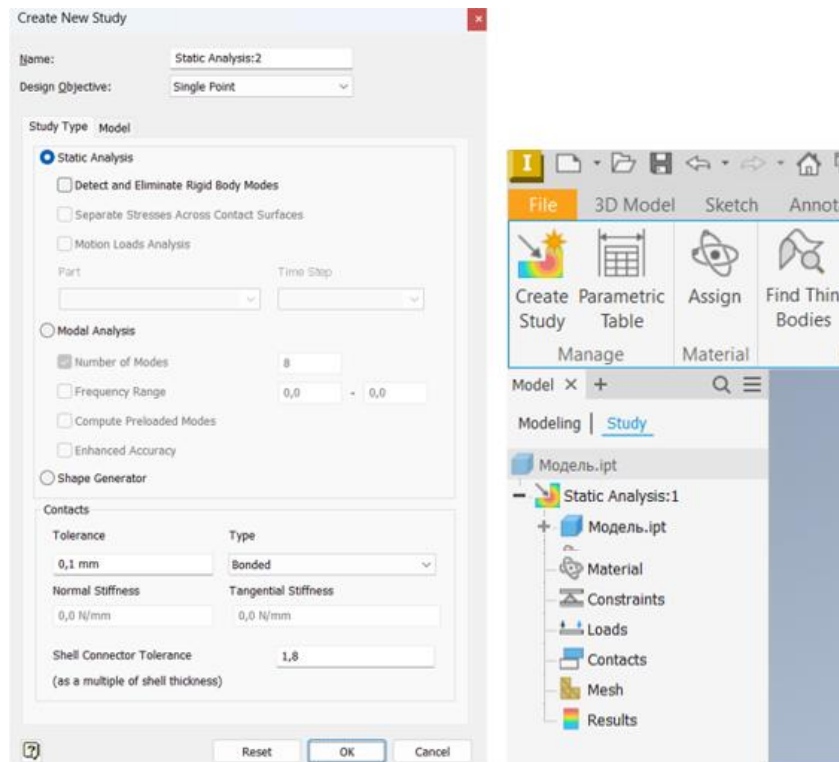 Create New Study
Name: Static Analysis:2
Design Objective: Single Point
Study Type Model
Static Analysis
Detect and Eliminate Rigid Body Modes
Separate Stresses Across Contact Surfaces
Motion Loads Analysis
Part Time Step
Modal Analysis
Number of Modes 8
Frequency Range 0,0 - 0,0
Compute Preloaded Modes
Enhanced Accuracy
Shape Generator
Contacts
Tolerance Type
0,1 mm Bonded
Normal Stiffness Tangential Stiffness
0,0 N/mm 0,0 N/mm
Shell Connector Tolerance 1,8
(as a multiple of shell thickness)
Reset OK Cancel
File 3D Model Sketch Annot
Create Parametric Assign Find Thin
Study Table Bodies
Manage Material
Model
Modeling | Study
Модель.ipt
Static Analysis:1
Модель.ipt
Material
Constraints
Loads
Contacts
Mesh
Results